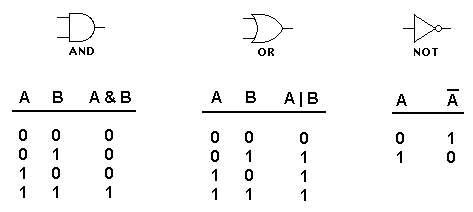 AND OR NOT
A B A & B
0 0 0
0 1 0
1 0 0
1 1 1
A B A | B
0 0 0
0 1 1
1 0 1
1 1 1
A A̅
0 1
1 0